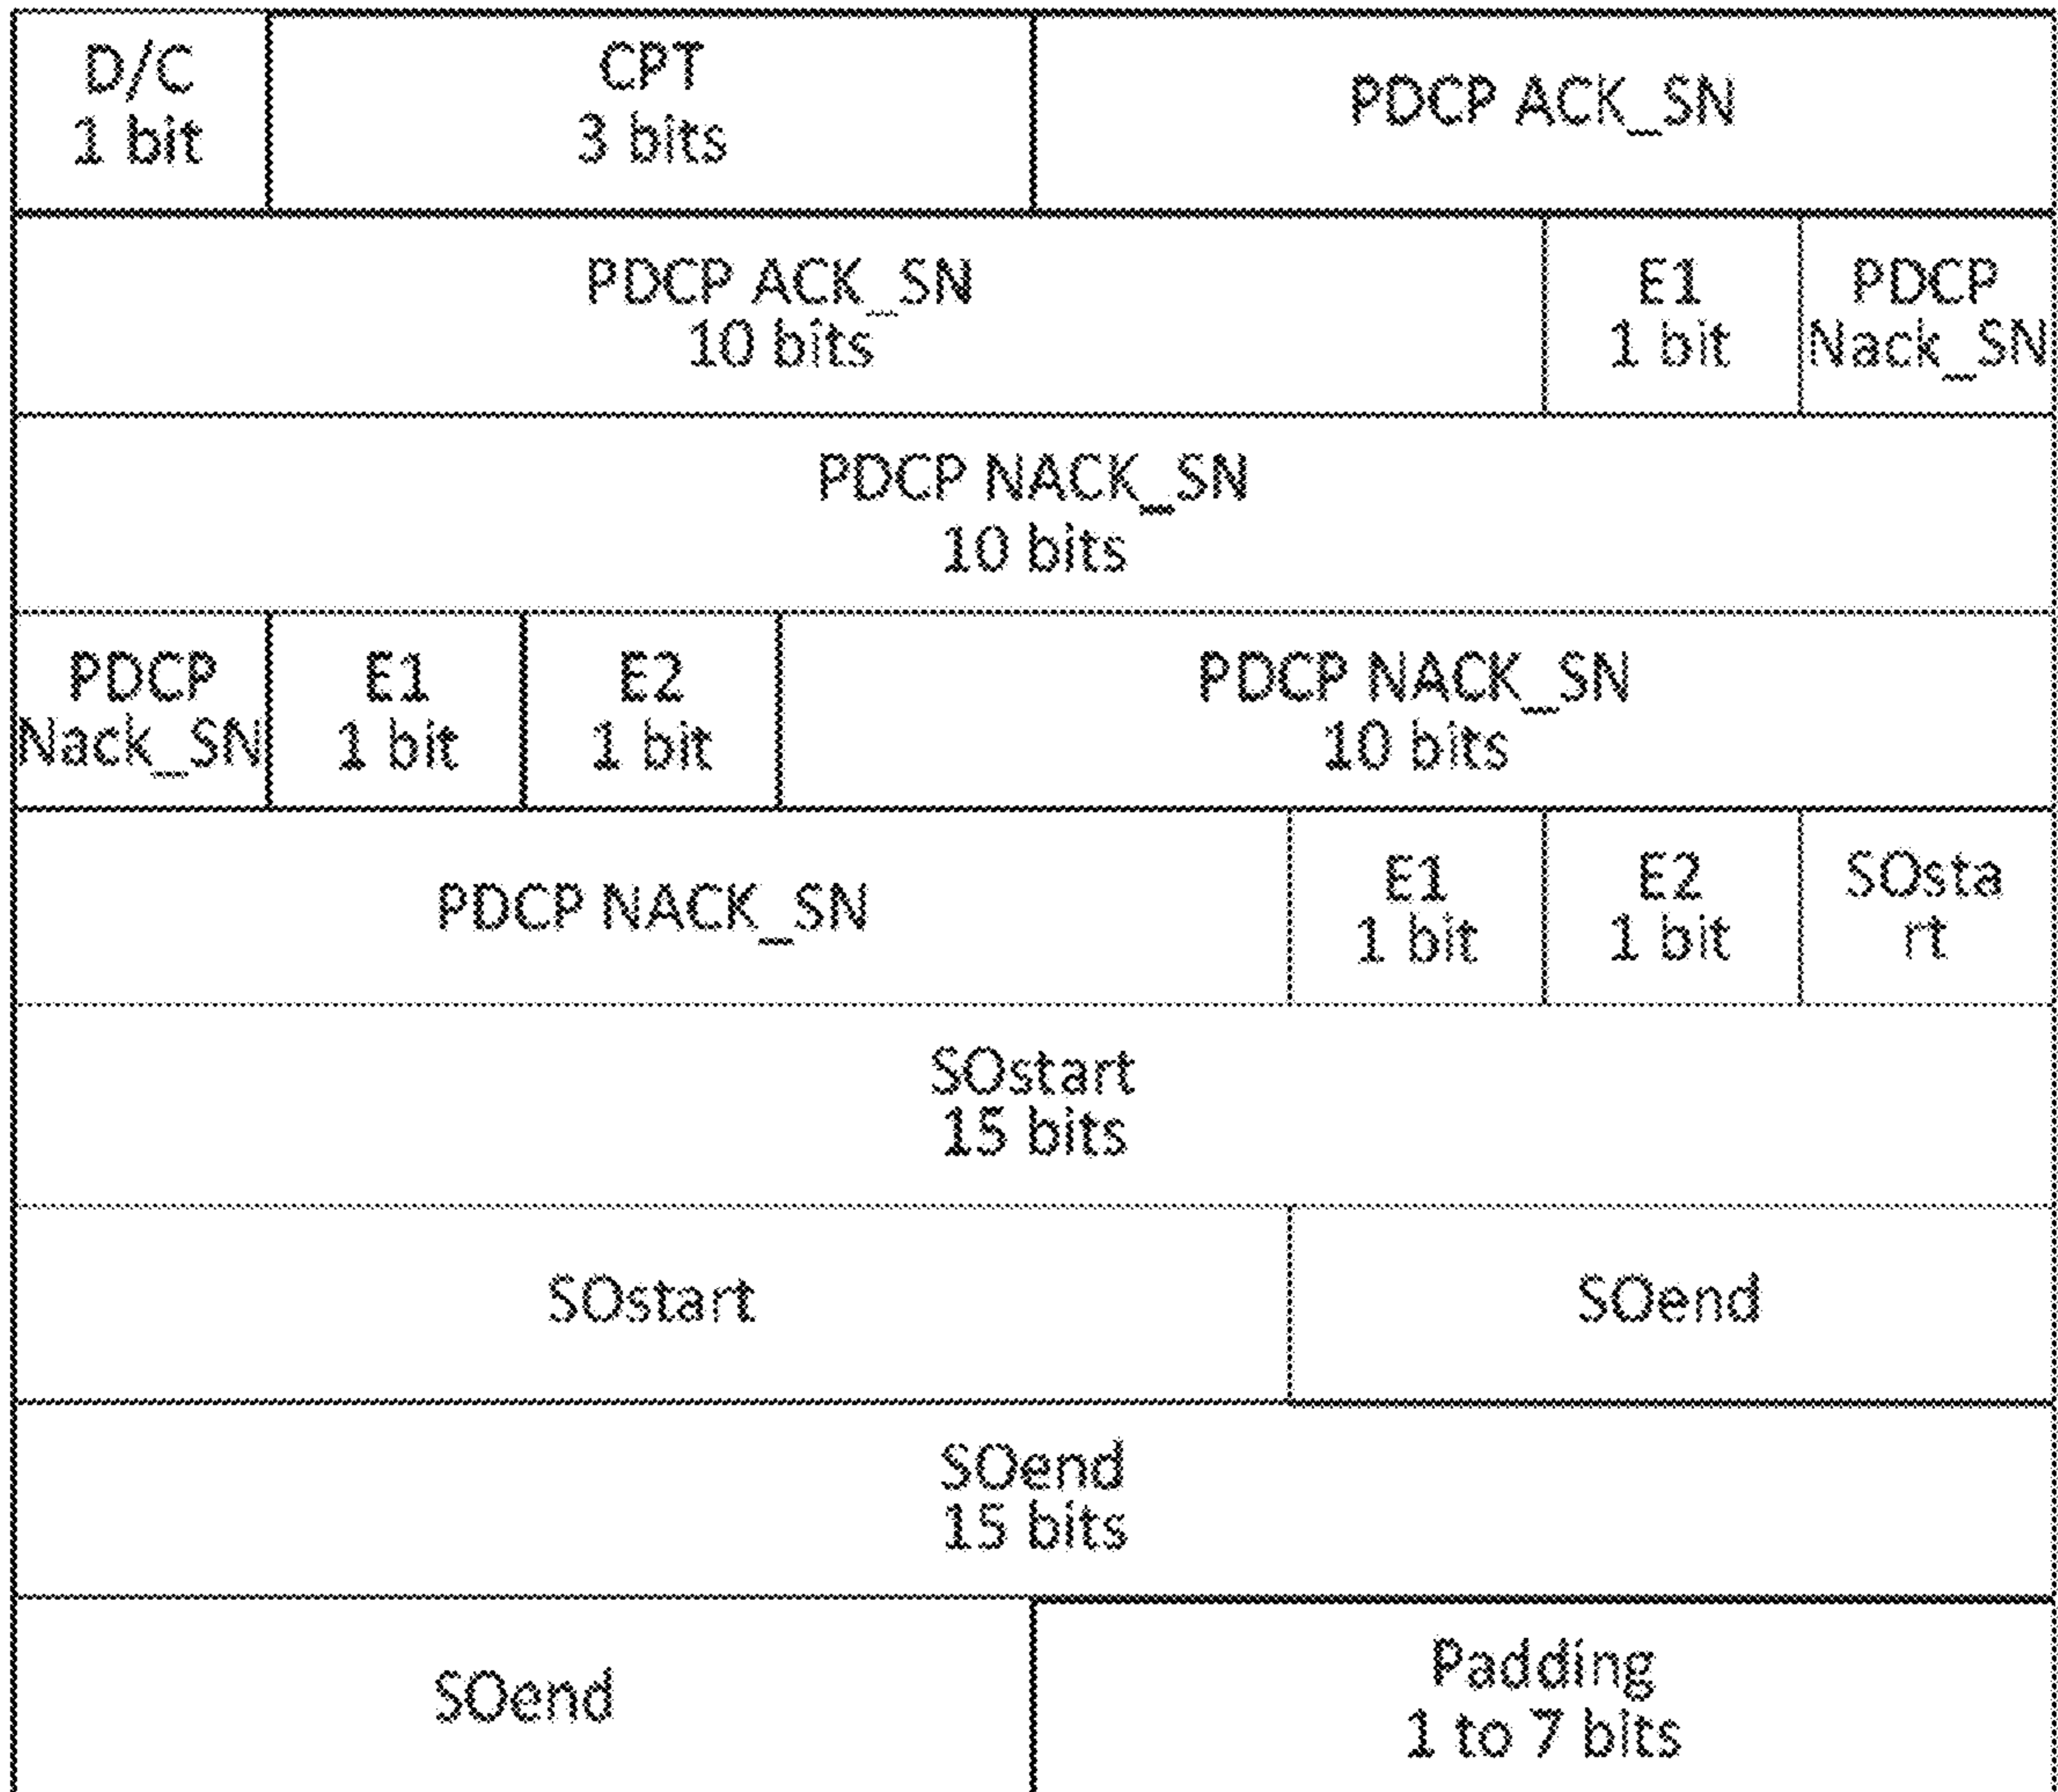 D/C
1 bit
CPT
3 bits
PDCP ACK_SN
PDCP ACK_SN
10 bits
E1
1 bit
PDCP
Nack_SN
PDCP NACK_SN
10 bits
PDCP
Nack_SN
E1
1 bit
E2
1 bit
PDCP NACK_SN
10 bits
PDCP NACK_SN
E1
1 bit
E2
1 bit
SOsta
rt
SOstart
15 bits
SOstart
SOend
SOend
15 bits
SOend
Padding
1 to 7 bits